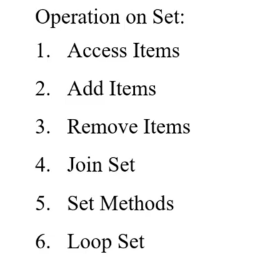 Operation on Set:
1. Access Items
2. Add Items
3. Remove Items
4. Join Set
5. Set Methods
6. Loop Set